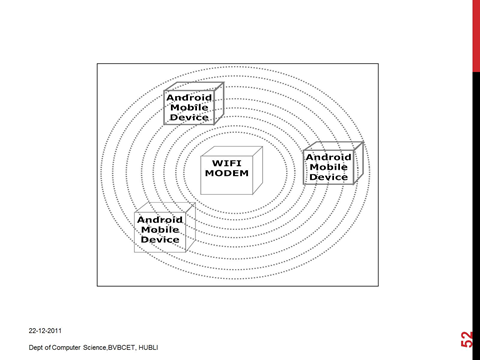 Android
Mobile
Device
WIFI
MODEM
Android
Mobile
Device
Android
Mobile
Device
22-12-2011
Dept of Computer Science,BVBCET, HUBLI
52